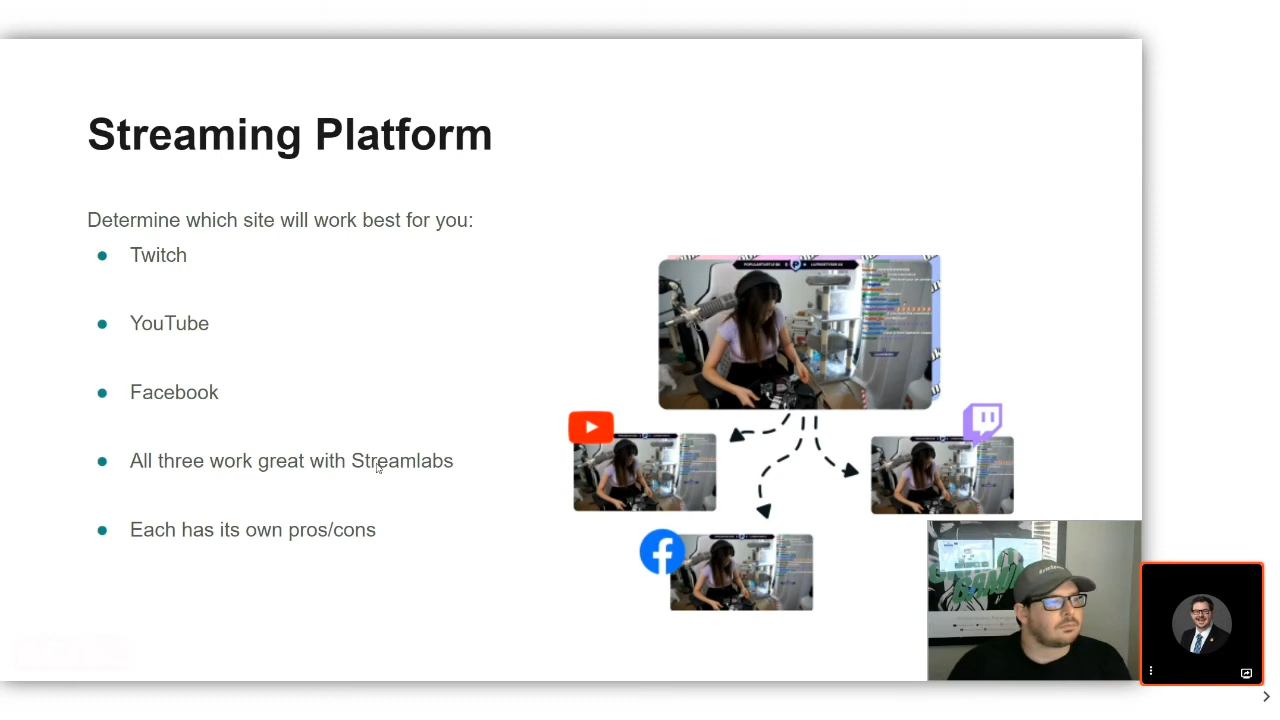 Streaming Platform
Determine which site will work best for you:
Twitch
YouTube
Facebook
All three work great with Streamlabs
Each has its own pros/cons